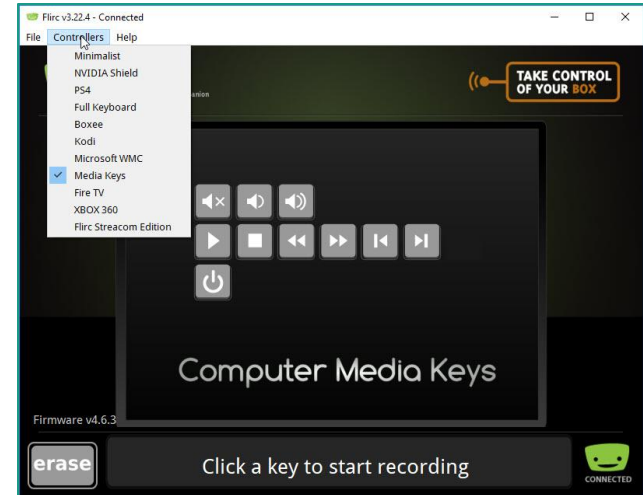 Flirc v3.22.4 - Connected
File Controllers Help
Minimalist
NVIDIA Shield
PS4
Full Keyboard
Boxee
Kodi
Microsoft WMC
Media Keys
Fire TV
XBOX 360
Flirc Streacom Edition
TAKE CONTROL
OF YOUR BOX
Computer Media Keys
Firmware v4.6.3
erase
Click a key to start recording
CONNECTED